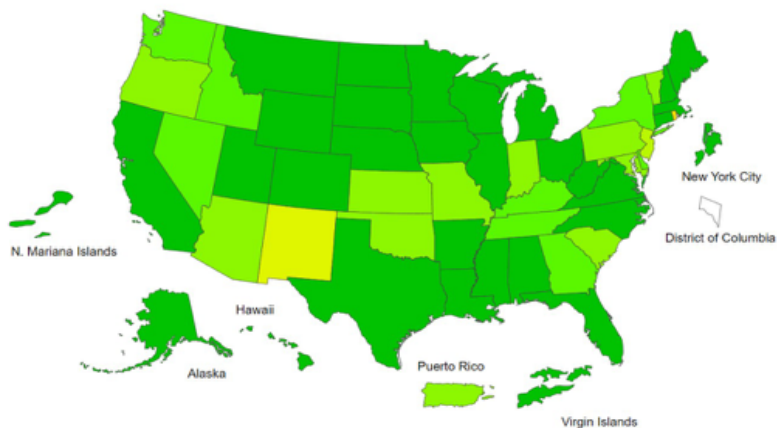 New York City
District of Columbia
N. Mariana Islands
Hawaii
Alaska
Puerto Rico
Virgin Islands